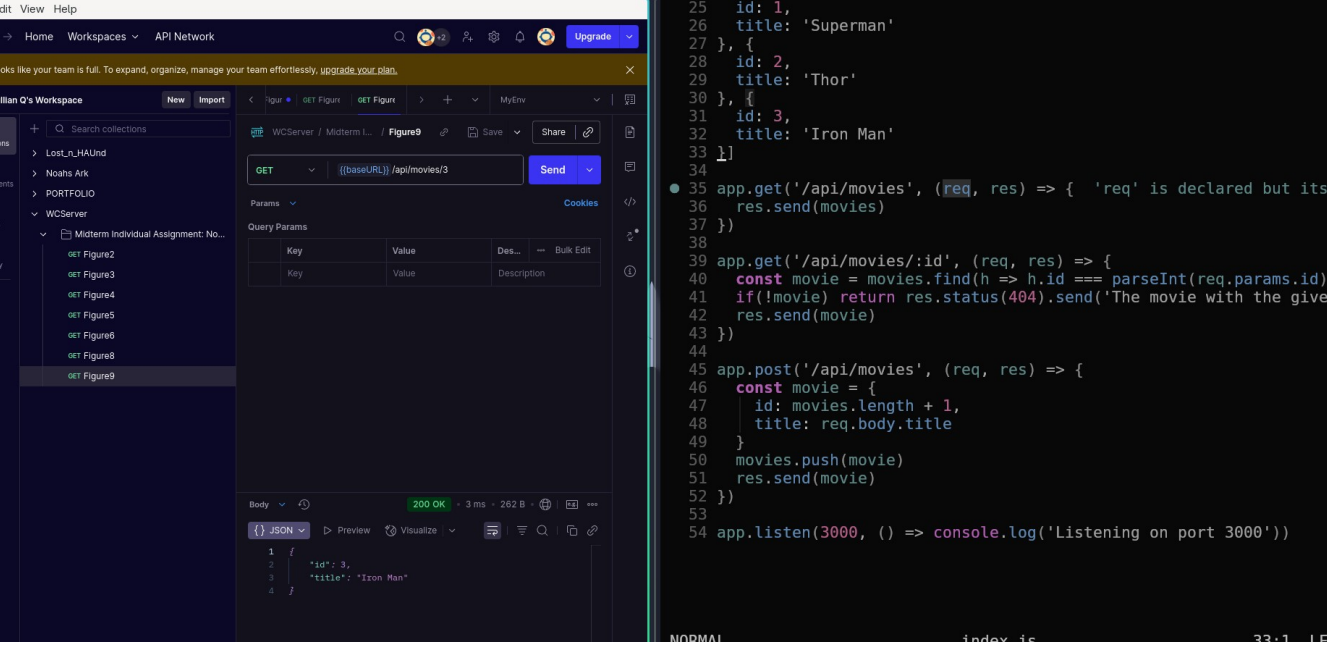 dit View Help
Home Workspaces API Network
+2
Upgrade
oks like your team is full. To expand, organize, manage your team effortlessly, upgrade your plan.
llian Q's Workspace
New Import
Figur GET Figure GET Figure
MyEnv
Search collections
ons
Lost_n_HAUnd
Noahs Ark
ents
PORTFOLIO
WCServer
Midterm Individual Assignment: No...
GET Figure2
y
GET Figure3
GET Figure4
GET Figure5
GET Figure6
GET Figure8
GET Figure9
HTTP WCServer / Midterm I... / Figure9
Save
Share
GET
{{baseURL}} /api/movies/3
Send
Params
Cookies
Query Params
Key Value Des... Bulk Edit
Key Value Description
Body
200 OK • 3 ms • 262 B
{} JSON Preview Visualize
1 {
2 "id": 3,
3 "title": "Iron Man"
4 }
25 id: 1,
26 title: 'Superman'
27 }, {
28 id: 2,
29 title: 'Thor'
30 }, {
31 id: 3,
32 title: 'Iron Man'
33 }]
34
35 app.get('/api/movies', (req, res) => { 'req' is declared but its
36 res.send(movies)
37 })
38
39 app.get('/api/movies/:id', (req, res) => {
40 const movie = movies.find(h => h.id === parseInt(req.params.id)
41 if(!movie) return res.status(404).send('The movie with the give
42 res.send(movie)
43 })
44
45 app.post('/api/movies', (req, res) => {
46 const movie = {
47 id: movies.length + 1,
48 title: req.body.title
49 }
50 movies.push(movie)
51 res.send(movie)
52 })
53
54 app.listen(3000, () => console.log('Listening on port 3000'))
NORMAL index.js 33:1